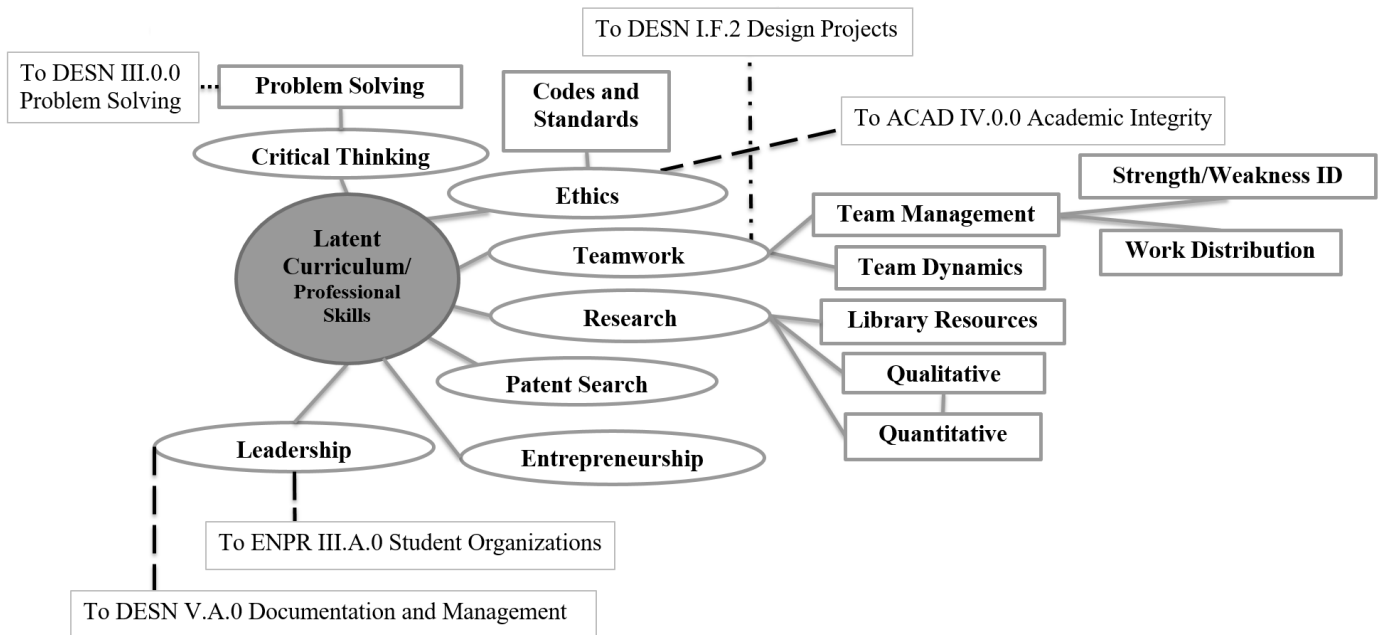 To DESN I.F.2 Design Projects
To DESN III.0.0
Problem Solving
Problem Solving
Codes and
Standards
To ACAD IV.0.0 Academic Integrity
Critical Thinking
Ethics
Strength/Weakness ID
Team Management
Work Distribution
Latent
Curriculum/
Professional
Skills
Teamwork
Team Dynamics
Research
Library Resources
Patent Search
Qualitative
Quantitative
Leadership
Entrepreneurship
To ENPR III.A.0 Student Organizations
To DESN V.A.0 Documentation and Management